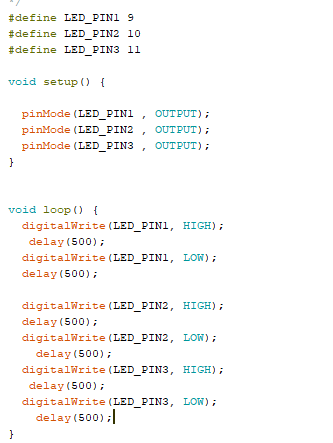 */
#define LED_PIN1 9
#define LED_PIN2 10
#define LED_PIN3 11
void setup() {
pinMode(LED_PIN1 , OUTPUT);
pinMode(LED_PIN2 , OUTPUT);
pinMode(LED_PIN3 , OUTPUT);
}
void loop() {
digitalWrite(LED_PIN1, HIGH);
delay(500);
digitalWrite(LED_PIN1, LOW);
delay(500);
digitalWrite(LED_PIN2, HIGH);
delay(500);
digitalWrite(LED_PIN2, LOW);
delay(500);
digitalWrite(LED_PIN3, HIGH);
delay(500);
digitalWrite(LED_PIN3, LOW);
delay(500);
}